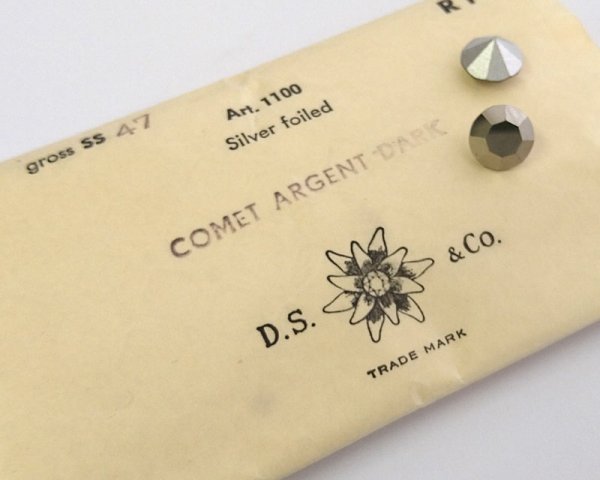 gross SS 47
Art. 1100
Silver foiled
COMET ARGENT DARK
D.S. & Co.
TRADE MARK